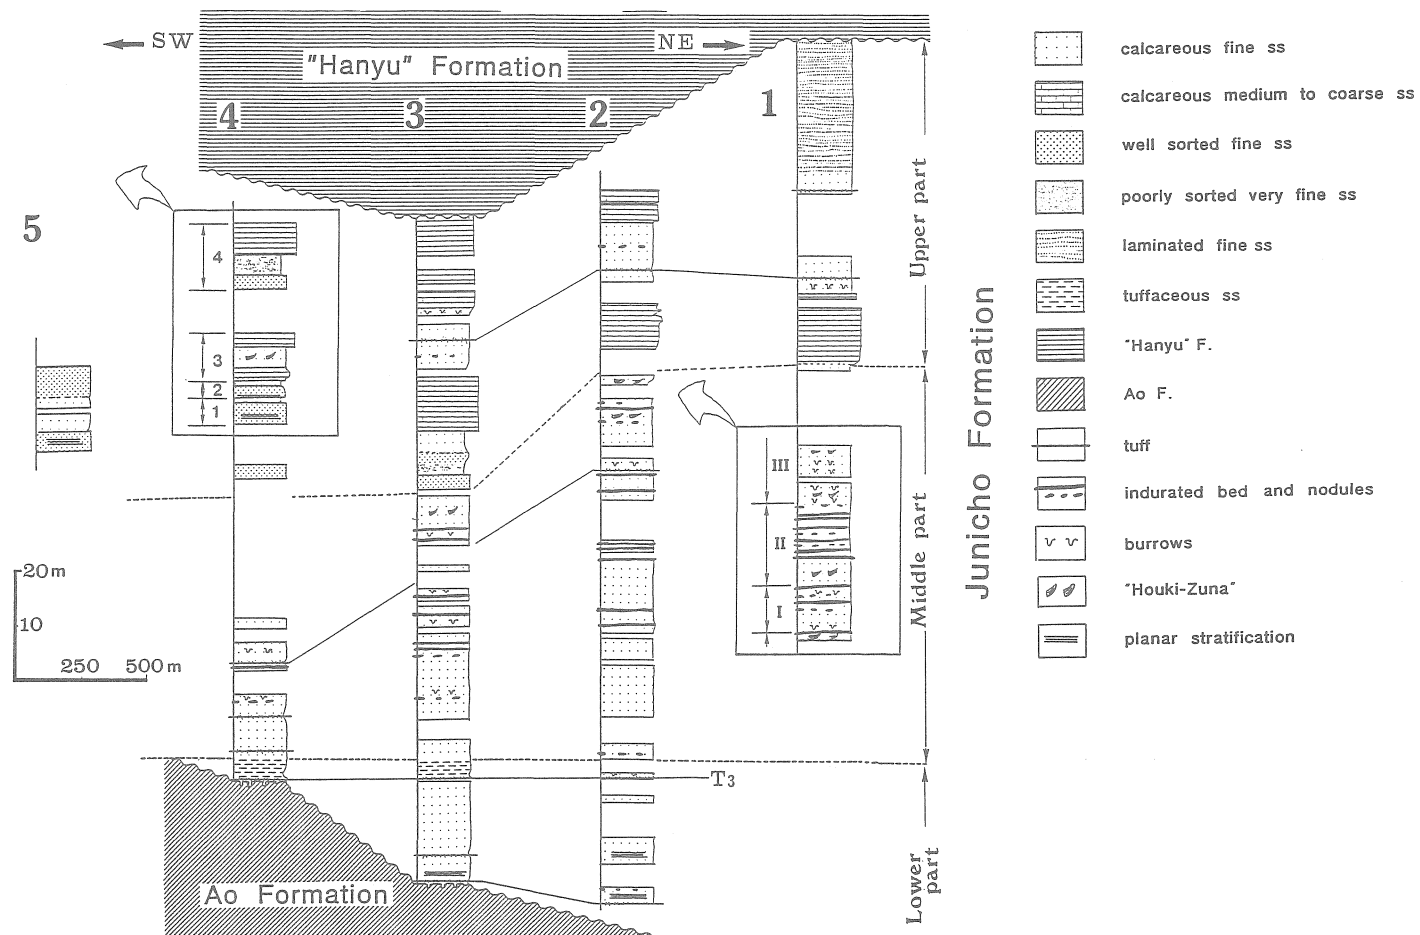 SW
NE
"Hanyu" Formation
4
3
2
1
5
4
3
2
1
III
II
I
20m
10
250 500m
T3
Ao Formation
Upper part
Middle part
Lower part
Junicho Formation
calcareous fine ss
calcareous medium to coarse ss
well sorted fine ss
poorly sorted very fine ss
laminated fine ss
tuffaceous ss
"Hanyu" F.
Ao F.
tuff
indurated bed and nodules
burrows
"Houki-Zuna"
planar stratification